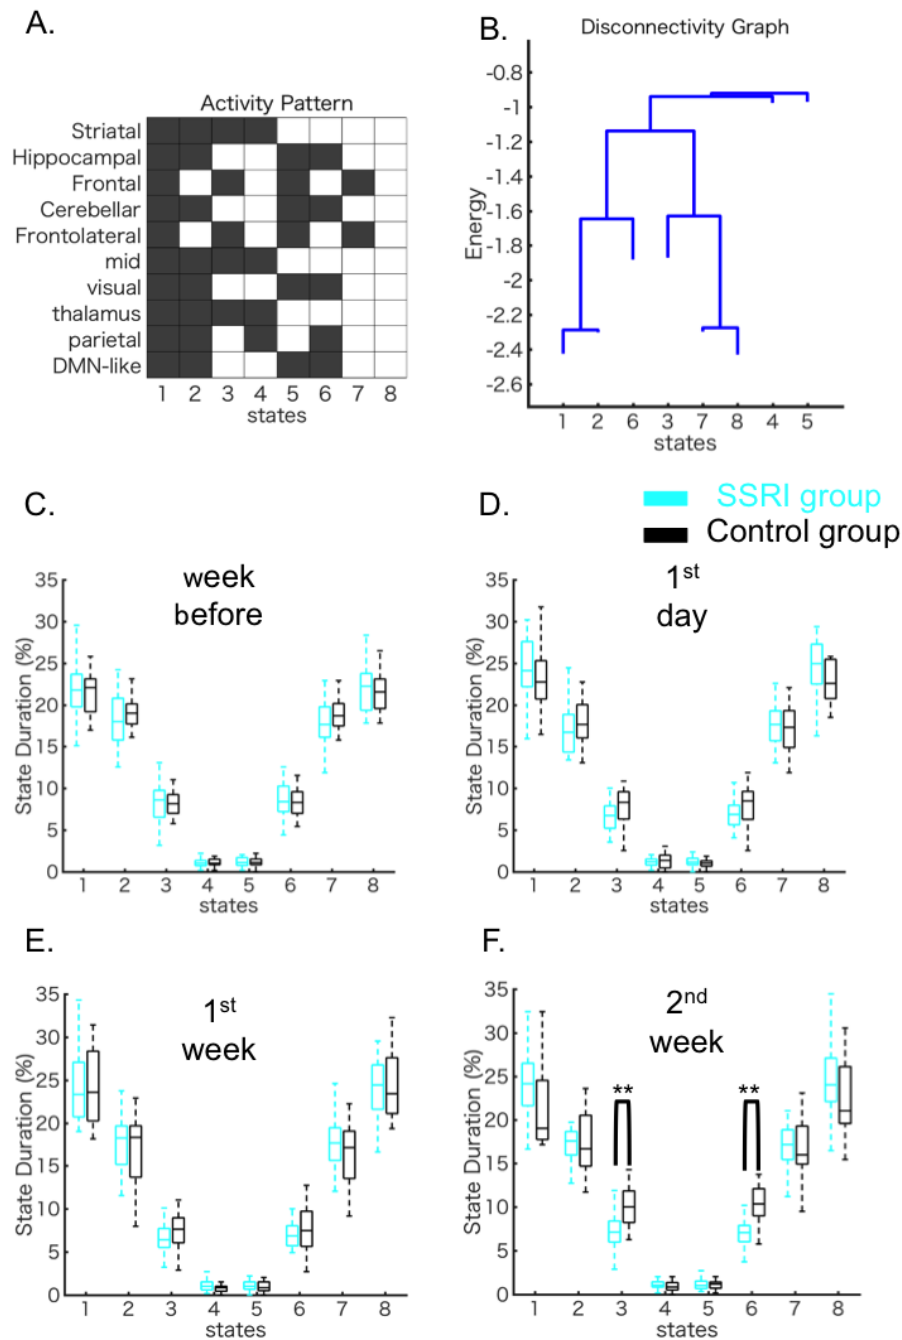 A.
Activity Pattern
Striatal
Hippocampal
Frontal
Cerebellar
Frontolateral
mid
visual
thalamus
parietal
DMN-like
1 2 3 4 5 6 7 8
states
B.
Disconnectivity Graph
Energy
-0.8
-1
-1.2
-1.4
-1.6
-1.8
-2
-2.2
-2.4
-2.6
1 2 6 3 7 8 4 5
states
SSRI group
Control group
C.
week
before
State Duration (%)
35
30
25
20
15
10
5
0
1 2 3 4 5 6 7 8
states
D.
1st
day
State Duration (%)
35
30
25
20
15
10
5
0
1 2 3 4 5 6 7 8
states
E.
1st
week
State Duration (%)
35
30
25
20
15
10
5
0
1 2 3 4 5 6 7 8
states
F.
2nd
week
State Duration (%)
35
30
25
20
15
10
5
0
** **
1 2 3 4 5 6 7 8
states